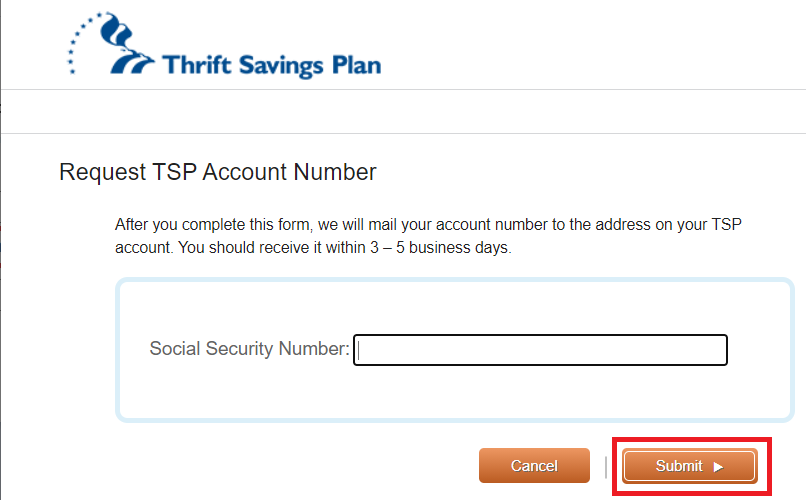 Thrift Savings Plan
Request TSP Account Number
After you complete this form, we will mail your account number to the address on your TSP
account. You should receive it within 3 – 5 business days.
Social Security Number:
Cancel | Submit ►